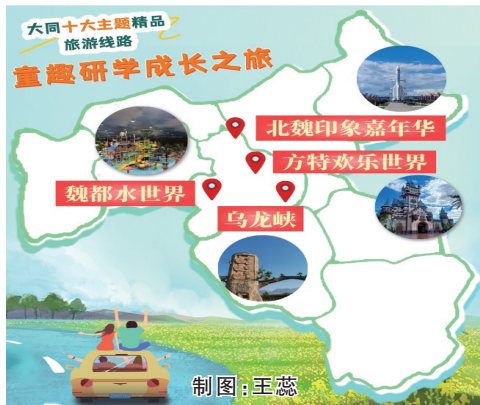 大同十大主题精品
旅游线路
童趣研学成长之旅
北魏印象嘉年华
方特欢乐世界
魏都水世界
乌龙峡
制图：王蕊